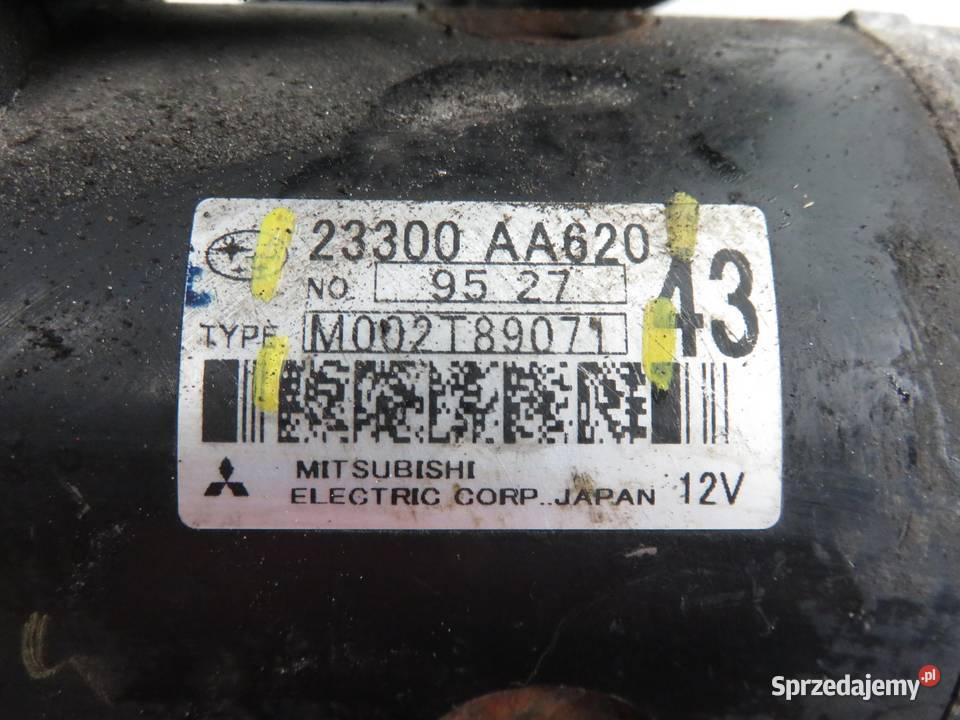 23300 AA620
43
NO 95 27
TYPE M002T89071
MITSUBISHI
ELECTRIC CORP..JAPAN 12V
Sprzedajemy.pl